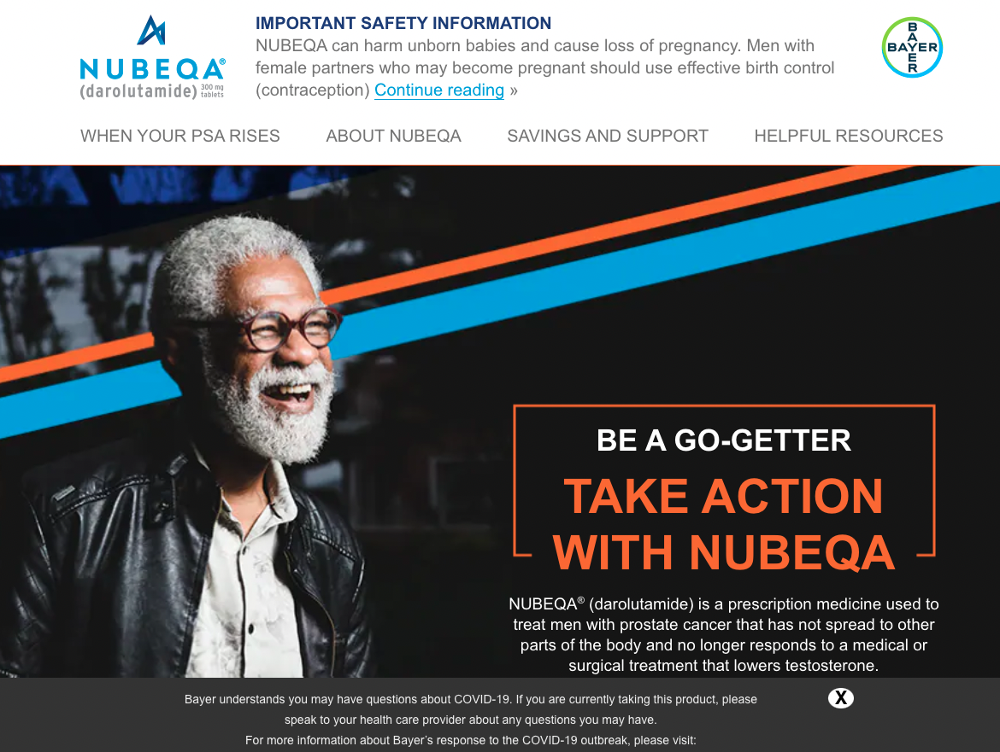 NUBEQA®
(darolutamide) 300 mg tablets
IMPORTANT SAFETY INFORMATION
NUBEQA can harm unborn babies and cause loss of pregnancy. Men with
female partners who may become pregnant should use effective birth control
(contraception) Continue reading »
BAYER
BAYER
WHEN YOUR PSA RISES
ABOUT NUBEQA
SAVINGS AND SUPPORT
HELPFUL RESOURCES
BE A GO-GETTER
TAKE ACTION
WITH NUBEQA
NUBEQA® (darolutamide) is a prescription medicine used to
treat men with prostate cancer that has not spread to other
parts of the body and no longer responds to a medical or
surgical treatment that lowers testosterone.
Bayer understands you may have questions about COVID-19. If you are currently taking this product, please
speak to your health care provider about any questions you may have.
For more information about Bayer’s response to the COVID-19 outbreak, please visit:
X